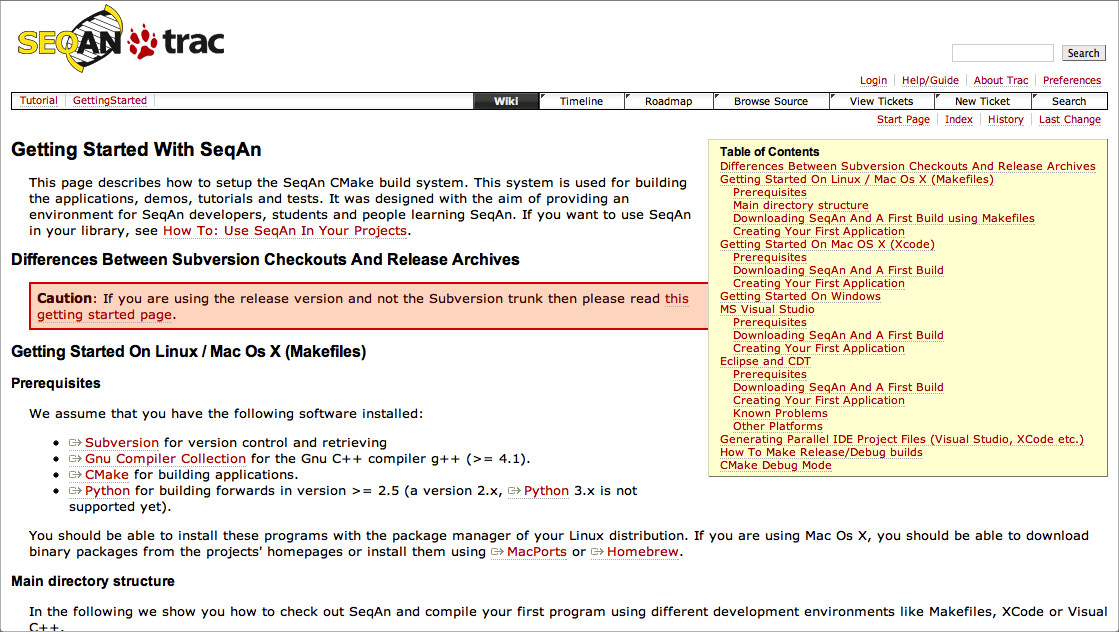 SEQAN trac
Search
Login Help/Guide About Trac Preferences
Tutorial GettingStarted Wiki Timeline Roadmap Browse Source View Tickets New Ticket Search
Start Page Index History Last Change
Getting Started With SeqAn
This page describes how to setup the SeqAn CMake build system. This system is used for building
the applications, demos, tutorials and tests. It was designed with the aim of providing an
environment for SeqAn developers, students and people learning SeqAn. If you want to use SeqAn
in your library, see How To: Use SeqAn In Your Projects.
Differences Between Subversion Checkouts And Release Archives
Caution: If you are using the release version and not the Subversion trunk then please read this
getting started page.
Table of Contents
Differences Between Subversion Checkouts And Release Archives
Getting Started On Linux / Mac Os X (Makefiles)
Prerequisites
Main directory structure
Downloading SeqAn And A First Build using Makefiles
Creating Your First Application
Getting Started On Mac OS X (Xcode)
Prerequisites
Downloading SeqAn And A First Build
Creating Your First Application
Getting Started On Windows
MS Visual Studio
Prerequisites
Downloading SeqAn And A First Build
Creating Your First Application
Eclipse and CDT
Prerequisites
Downloading SeqAn And A First Build
Creating Your First Application
Known Problems
Other Platforms
Generating Parallel IDE Project Files (Visual Studio, XCode etc.)
How To Make Release/Debug builds
CMake Debug Mode
Getting Started On Linux / Mac Os X (Makefiles)
Prerequisites
We assume that you have the following software installed:
• Subversion for version control and retrieving
• Gnu Compiler Collection for the Gnu C++ compiler g++ (>= 4.1).
• CMake for building applications.
• Python for building forwards in version >= 2.5 (a version 2.x, Python 3.x is not
supported yet).
You should be able to install these programs with the package manager of your Linux distribution. If you are using Mac Os X, you should be able to download
binary packages from the projects' homepages or install them using MacPorts or Homebrew.
Main directory structure
In the following we show you how to check out SeqAn and compile your first program using different development environments like Makefiles, XCode or Visual
C++.